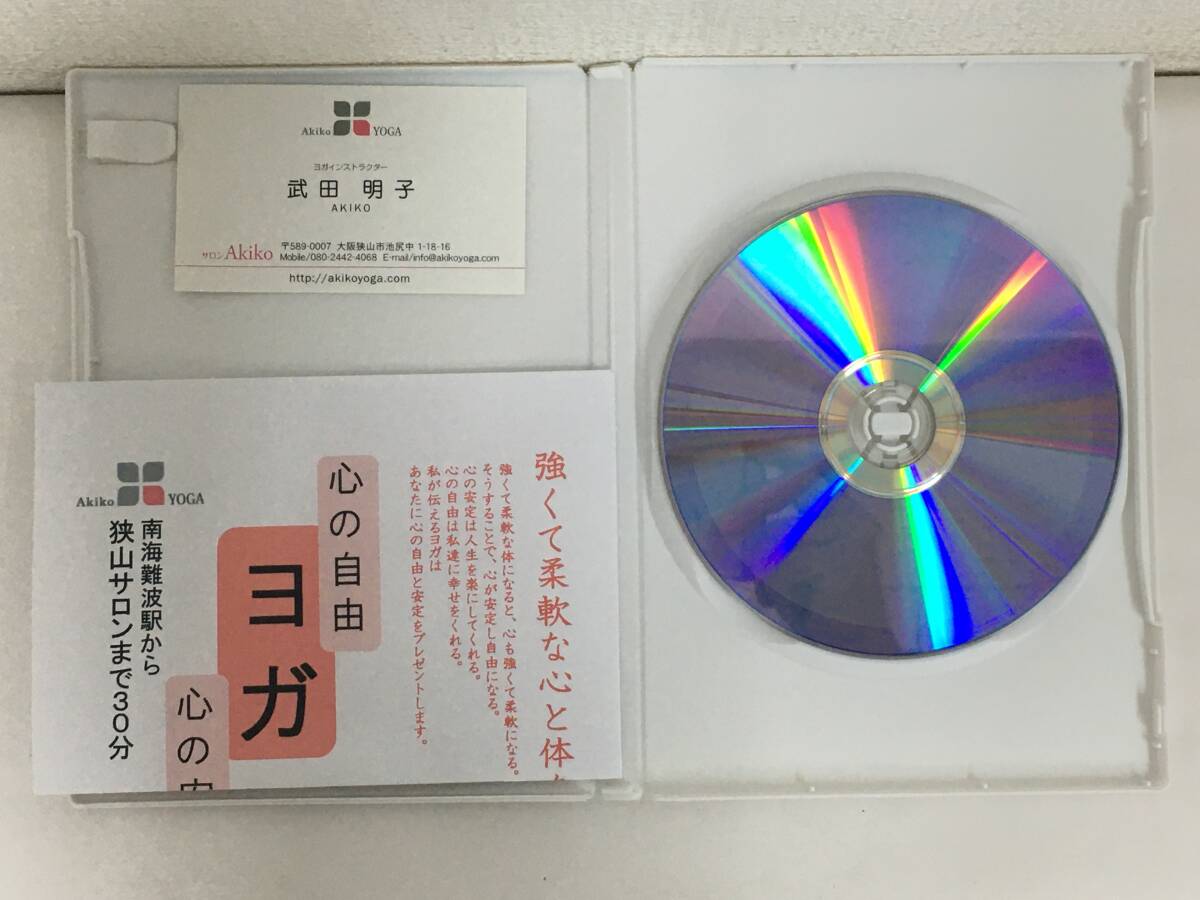 Akiko YOGA
ヨガインストラクター
武田 明子
AKIKO
サロン Akiko
〒589-0007 大阪狭山市池尻中 1-18-16
Mobile/080-2442-4068 E-mail/info@akikoyoga.com
http://akikoyoga.com
強くて柔軟な心と体
強くて柔軟な体になると、心も強くて柔軟になる。
そうすることで、心が安定し自由になる。
心の安定は人生を楽にしてくれる。
心の自由は私達に幸せをくれる。
私が伝えるヨガは
あなたに心の自由と安定をプレゼントします。
心の自由
ヨガ
心の安
Akiko YOGA
南海難波駅から
狭山サロンまで30分